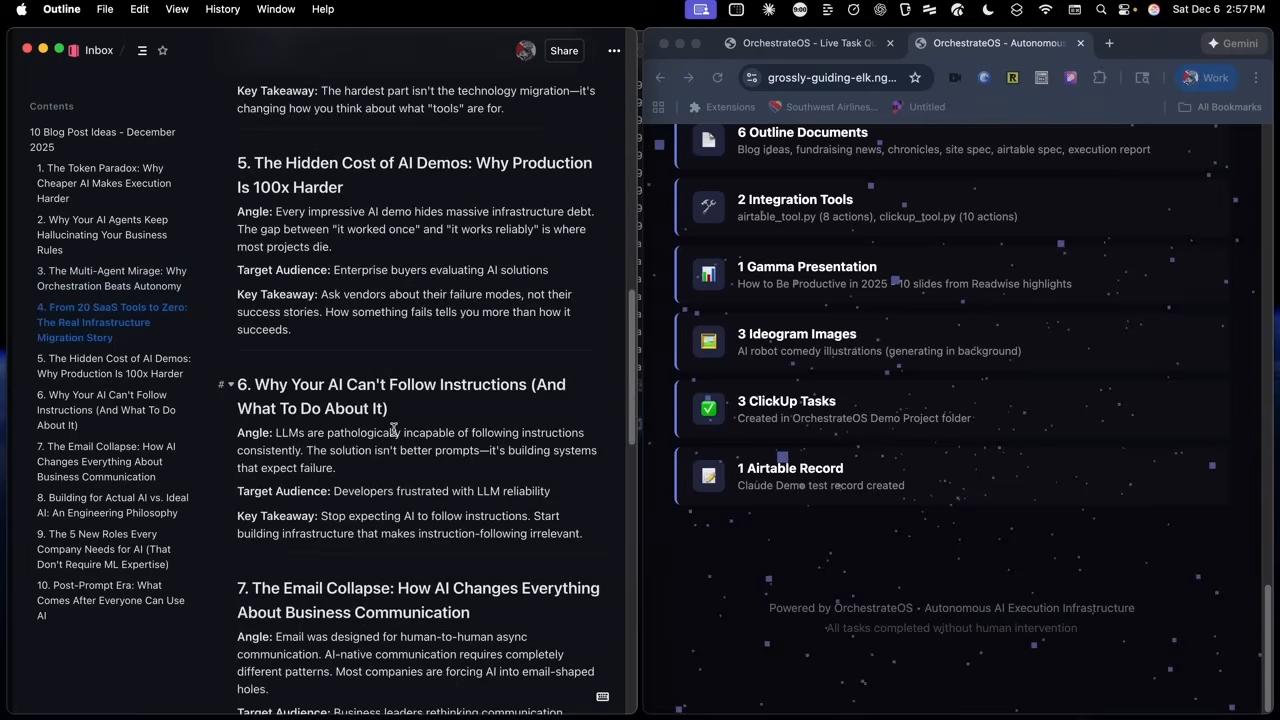 Outline File Edit View History Window Help
9:00
Sat Dec 6 2:57 PM
Inbox /
Share
Contents
10 Blog Post Ideas - December
2025
1. The Token Paradox: Why
Cheaper AI Makes Execution
Harder
2. Why Your AI Agents Keep
Hallucinating Your Business
Rules
3. The Multi-Agent Mirage: Why
Orchestration Beats Autonomy
4. From 20 SaaS Tools to Zero:
The Real Infrastructure
Migration Story
5. The Hidden Cost of AI Demos:
Why Production Is 100x Harder
6. Why Your AI Can't Follow
Instructions (And What To Do
About It)
7. The Email Collapse: How AI
Changes Everything About
Business Communication
8. Building for Actual AI vs. Ideal
AI: An Engineering Philosophy
9. The 5 New Roles Every
Company Needs for AI (That
Don't Require ML Expertise)
10. Post-Prompt Era: What
Comes After Everyone Can Use
AI
Key Takeaway: The hardest part isn't the technology migration—it's
changing how you think about what "tools" are for.
5. The Hidden Cost of AI Demos: Why Production
Is 100x Harder
Angle: Every impressive AI demo hides massive infrastructure debt.
The gap between "it worked once" and "it works reliably" is where
most projects die.
Target Audience: Enterprise buyers evaluating AI solutions
Key Takeaway: Ask vendors about their failure modes, not their
success stories. How something fails tells you more than how it
succeeds.
# 6. Why Your AI Can't Follow Instructions (And
What To Do About It)
Angle: LLMs are pathologically incapable of following instructions
consistently. The solution isn't better prompts—it's building systems
that expect failure.
Target Audience: Developers frustrated with LLM reliability
Key Takeaway: Stop expecting AI to follow instructions. Start
building infrastructure that makes instruction-following irrelevant.
7. The Email Collapse: How AI Changes Everything
About Business Communication
Angle: Email was designed for human-to-human async
communication. AI-native communication requires completely
different patterns. Most companies are forcing AI into email-shaped
holes.
Target Audience: Business leaders rethinking communication
OrchestrateOS - Live Task Qu
OrchestrateOS - Autonomous
Gemini
grossly-guiding-elk.ng...
Work
Extensions
Southwest Airlines...
Untitled
All Bookmarks
6 Outline Documents
Blog ideas, fundraising news, chronicles, site spec, airtable spec, execution report
2 Integration Tools
airtable_tool.py (8 actions), clickup_tool.py (10 actions)
1 Gamma Presentation
How to Be Productive in 2025 - 10 slides from Readwise highlights
3 Ideogram Images
AI robot comedy illustrations (generating in background)
3 ClickUp Tasks
Created in OrchestrateOS Demo Project folder
1 Airtable Record
Claude Demo test record created
Powered by OrchestrateOS • Autonomous AI Execution Infrastructure
All tasks completed without human intervention